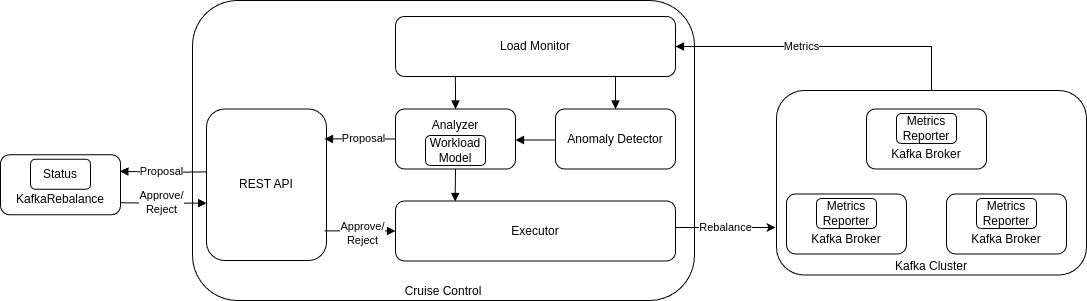 Load Monitor
Metrics
Analyzer
Workload
Model
Anomaly Detector
Proposal
REST API
Status
KafkaRebalance
Proposal
Approve/
Reject
Approve/
Reject
Executor
Rebalance
Cruise Control
Metrics
Reporter
Kafka Broker
Metrics
Reporter
Kafka Broker
Metrics
Reporter
Kafka Broker
Kafka Cluster